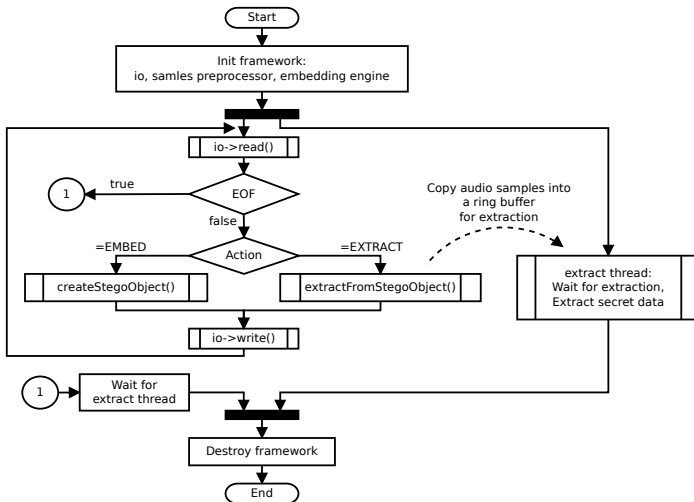 Start
Init framework:
io, samles preprocessor, embedding engine
io->read()
true
1
EOF
false
Copy audio samples into
a ring buffer
for extraction
=EMBED
Action
=EXTRACT
createStegoObject()
extractFromStegoObject()
extract thread:
Wait for extraction,
Extract secret data
io->write()
1
Wait for
extract thread
Destroy framework
End